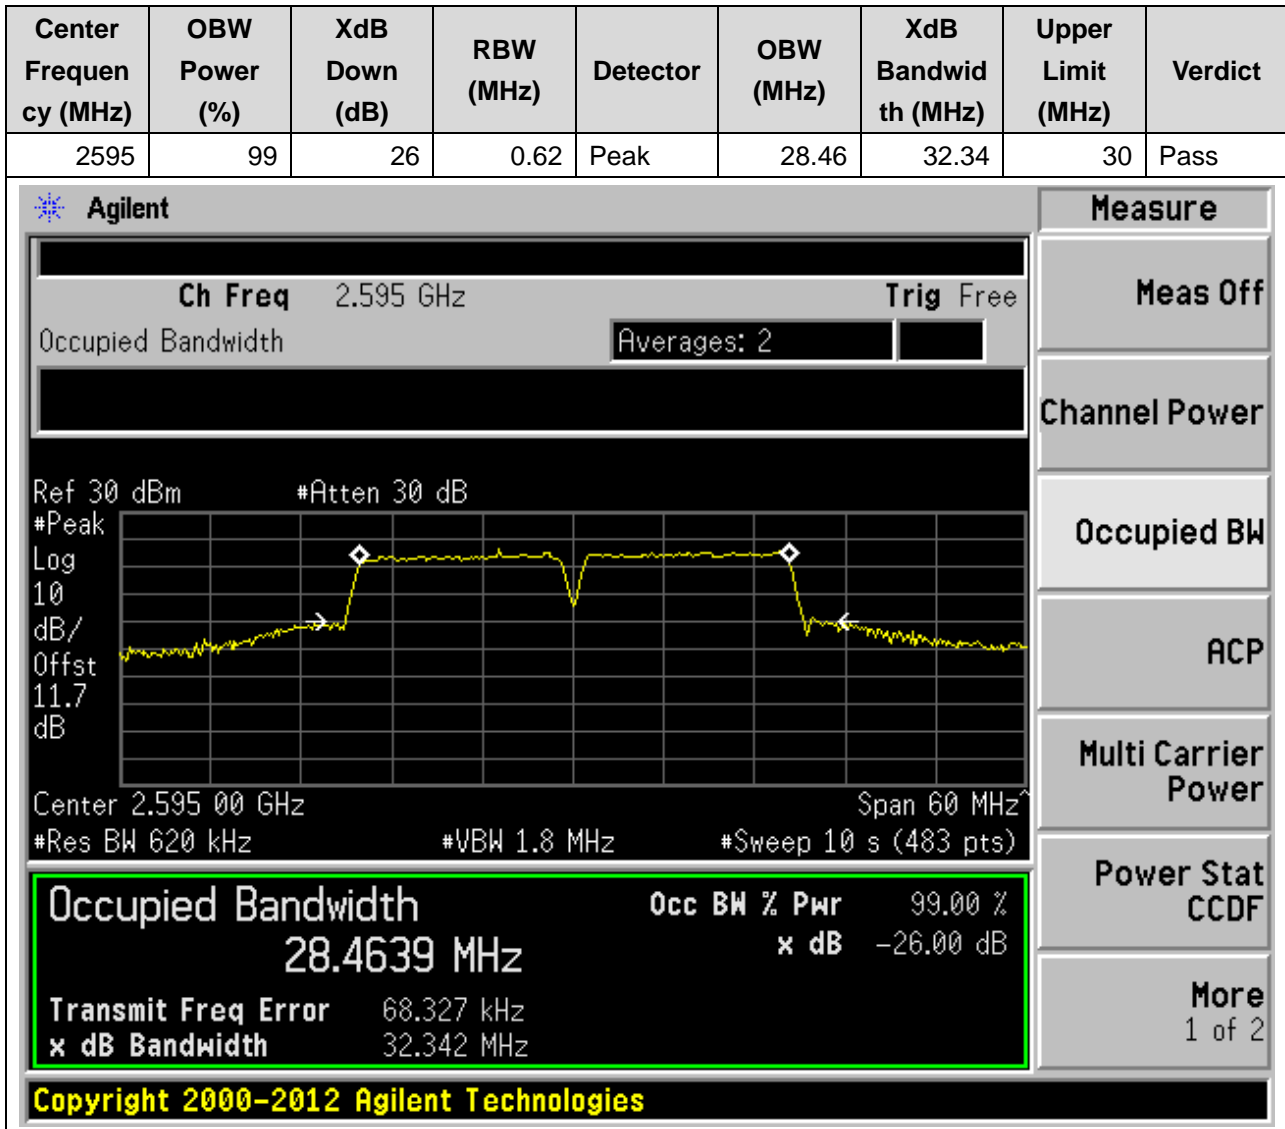 Center Frequen cy (MHz) | OBW Power (%) | XdB Down (dB) | RBW (MHz) | Detector | OBW (MHz) | XdB Bandwid th (MHz) | Upper Limit (MHz) | Verdict
2595 | 99 | 26 | 0.62 | Peak | 28.46 | 32.34 | 30 | Pass
Agilent
Measure
Ch Freq 2.595 GHz Trig Free
Meas Off
Occupied Bandwidth Averages: 2
Channel Power
Ref 30 dBm #Atten 30 dB
#Peak
Log
10
dB/
Offst
11.7
dB
Occupied BW
ACP
Multi Carrier
Power
Center 2.595 00 GHz Span 60 MHz^
#Res BW 620 kHz #VBW 1.8 MHz #Sweep 10 s (483 pts)
Power Stat
CCDF
Occupied Bandwidth
28.4639 MHz
Occ BW % Pwr 99.00 %
x dB -26.00 dB
Transmit Freq Error 68.327 kHz
x dB Bandwidth 32.342 MHz
More
1 of 2
Copyright 2000-2012 Agilent Technologies